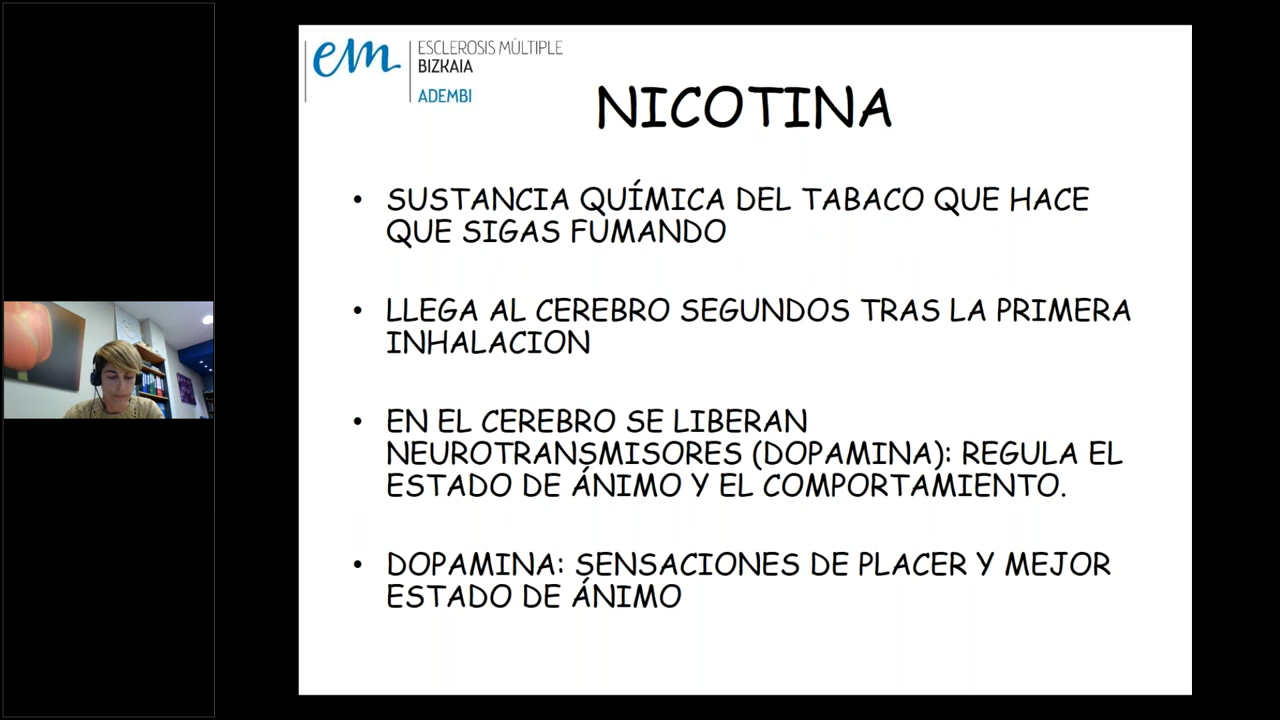 em
ESCLEROSIS MÚLTIPLE
BIZKAIA
ADEMBI
NICOTINA
• SUSTANCIA QUÍMICA DEL TABACO QUE HACE
QUE SIGAS FUMANDO
• LLEGA AL CEREBRO SEGUNDOS TRAS LA PRIMERA
INHALACION
• EN EL CEREBRO SE LIBERAN
NEUROTRANSMISORES (DOPAMINA): REGULA EL
ESTADO DE ÁNIMO Y EL COMPORTAMIENTO.
• DOPAMINA: SENSACIONES DE PLACER Y MEJOR
ESTADO DE ÁNIMO